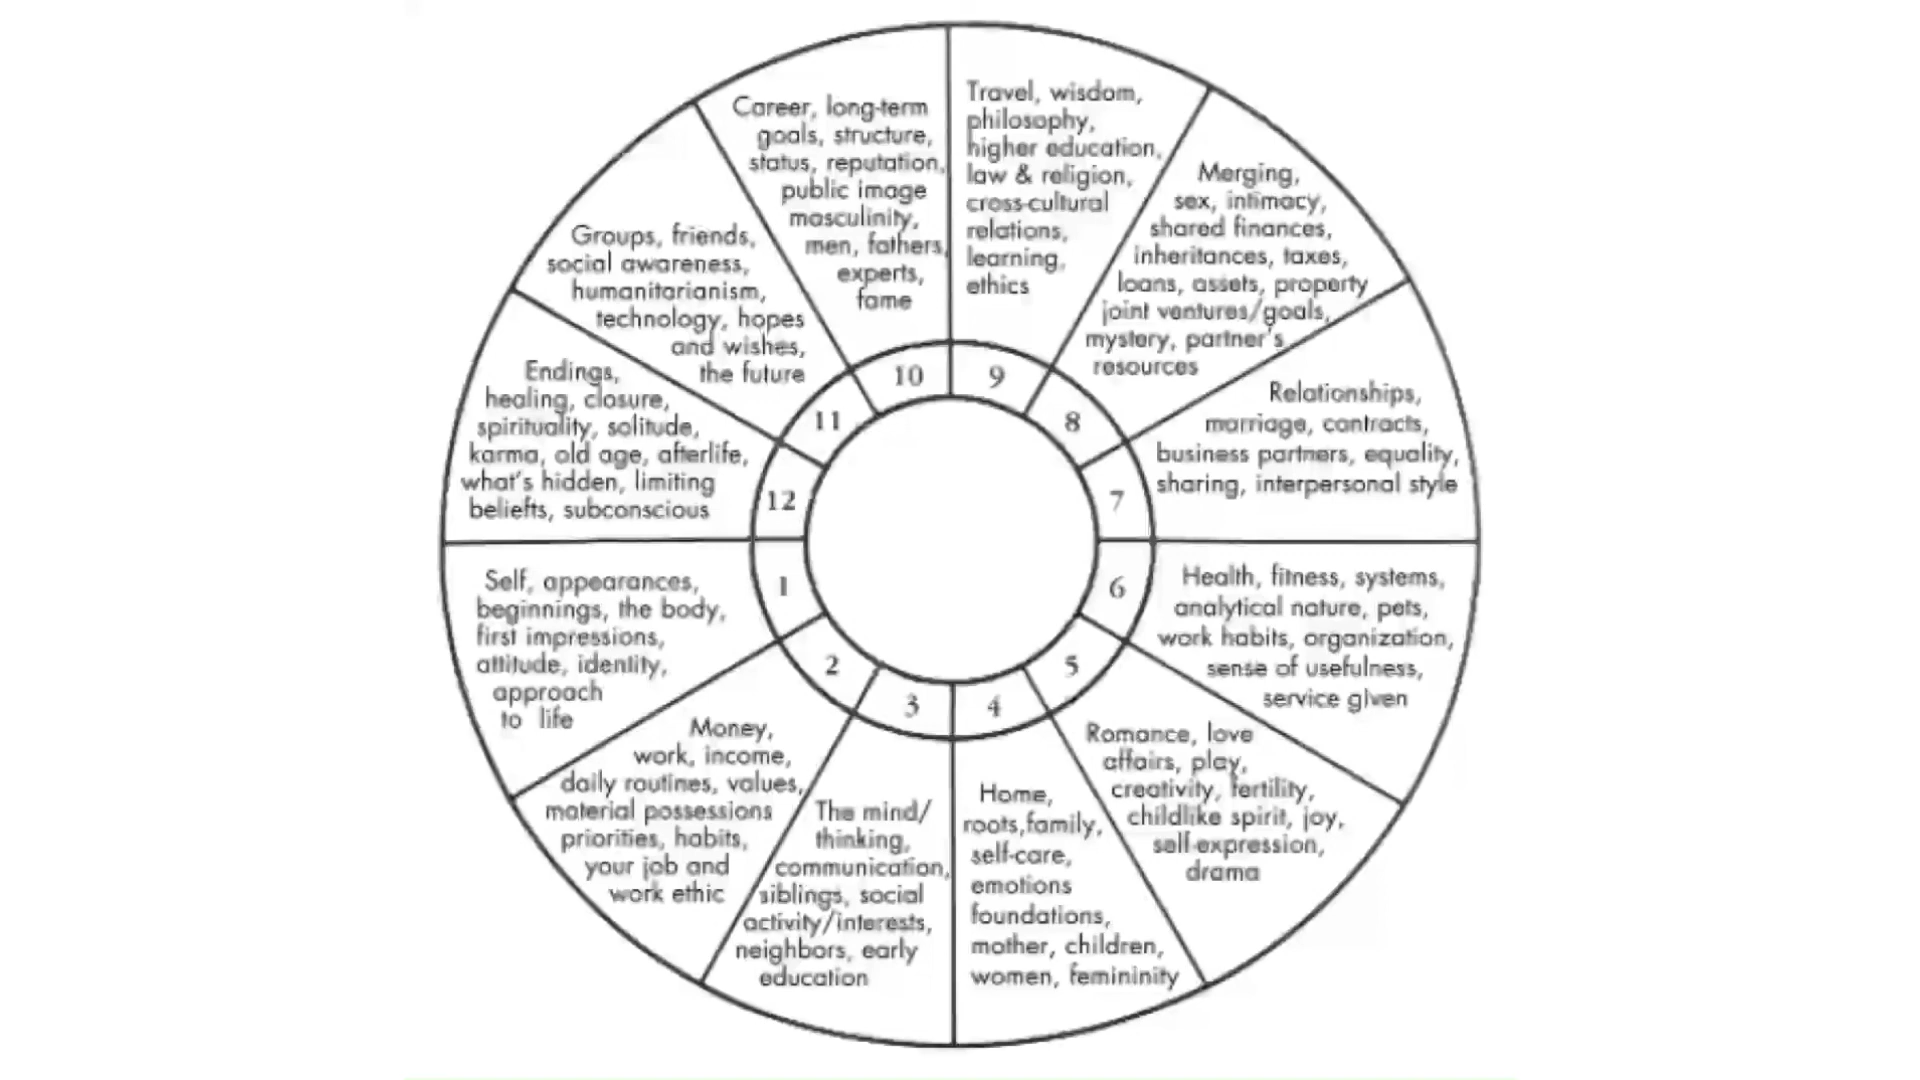 Career, long-term
goals, structure,
status, reputation,
public image
masculinity,
men, fathers,
experts,
fame
Travel, wisdom,
philosophy,
higher education,
law & religion,
cross-cultural
relations,
learning,
ethics
Merging,
sex, intimacy,
shared finances,
inheritances, taxes,
loans, assets, property
joint ventures/goals,
mystery, partner's
resources
Relationships,
marriage, contracts,
business partners, equality,
sharing, interpersonal style
Health, fitness, systems,
analytical nature, pets,
work habits, organization,
sense of usefulness,
service given
Romance, love
affairs, play,
creativity, fertility,
childlike spirit, joy,
self-expression,
drama
Home,
roots,family,
self-care,
emotions
foundations,
mother, children,
women, femininity
The mind/
thinking,
communication,
siblings, social
activity/interests,
neighbors, early
education
Money,
work, income,
daily routines, values,
material possessions
priorities, habits,
your job and
work ethic
Self, appearances,
beginnings, the body,
first impressions,
attitude, identity,
approach
to life
Endings,
healing, closure,
spirituality, solitude,
karma, old age, afterlife,
what's hidden, limiting
beliefts, subconscious
Groups, friends,
social awareness,
humanitarianism,
technology, hopes
and wishes,
the future
10
9
8
7
6
5
4
3
2
1
12
11